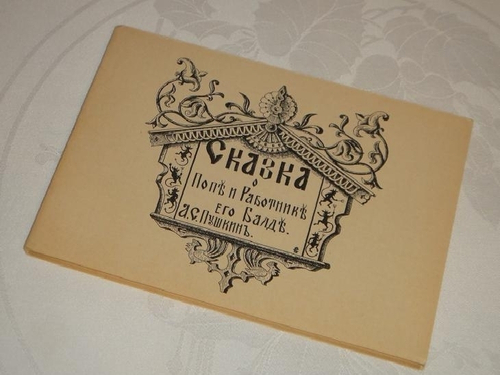 Сказка
о
Попѣ и Работникѣ
его Балдѣ.
А.С. Пушкинъ.